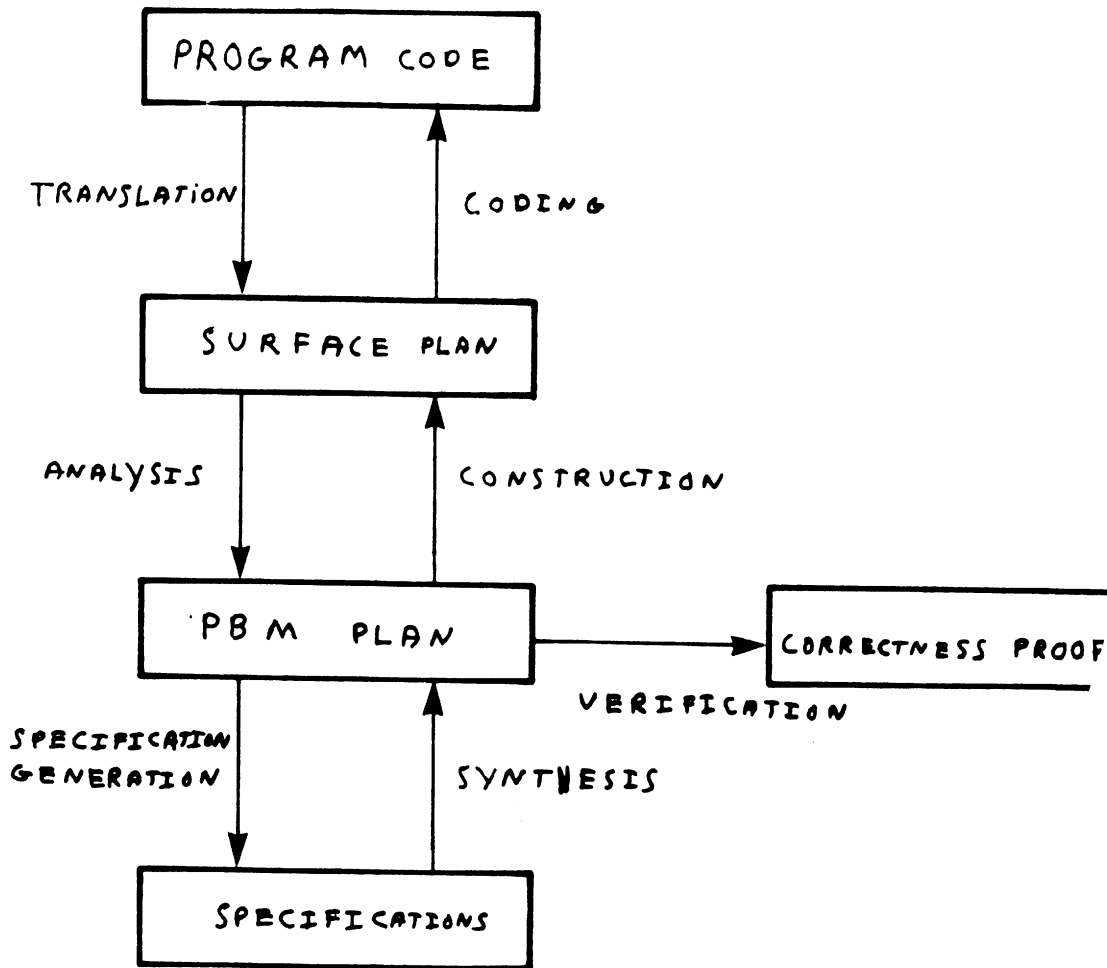 PROGRAM CODE
TRANSLATION
CODING
SURFACE PLAN
ANALYSIS
CONSTRUCTION
PBM PLAN
CORRECTNESS PROOF
VERIFICATION
SPECIFICATION
GENERATION
SYNTHESIS
SPECIFICATIONS